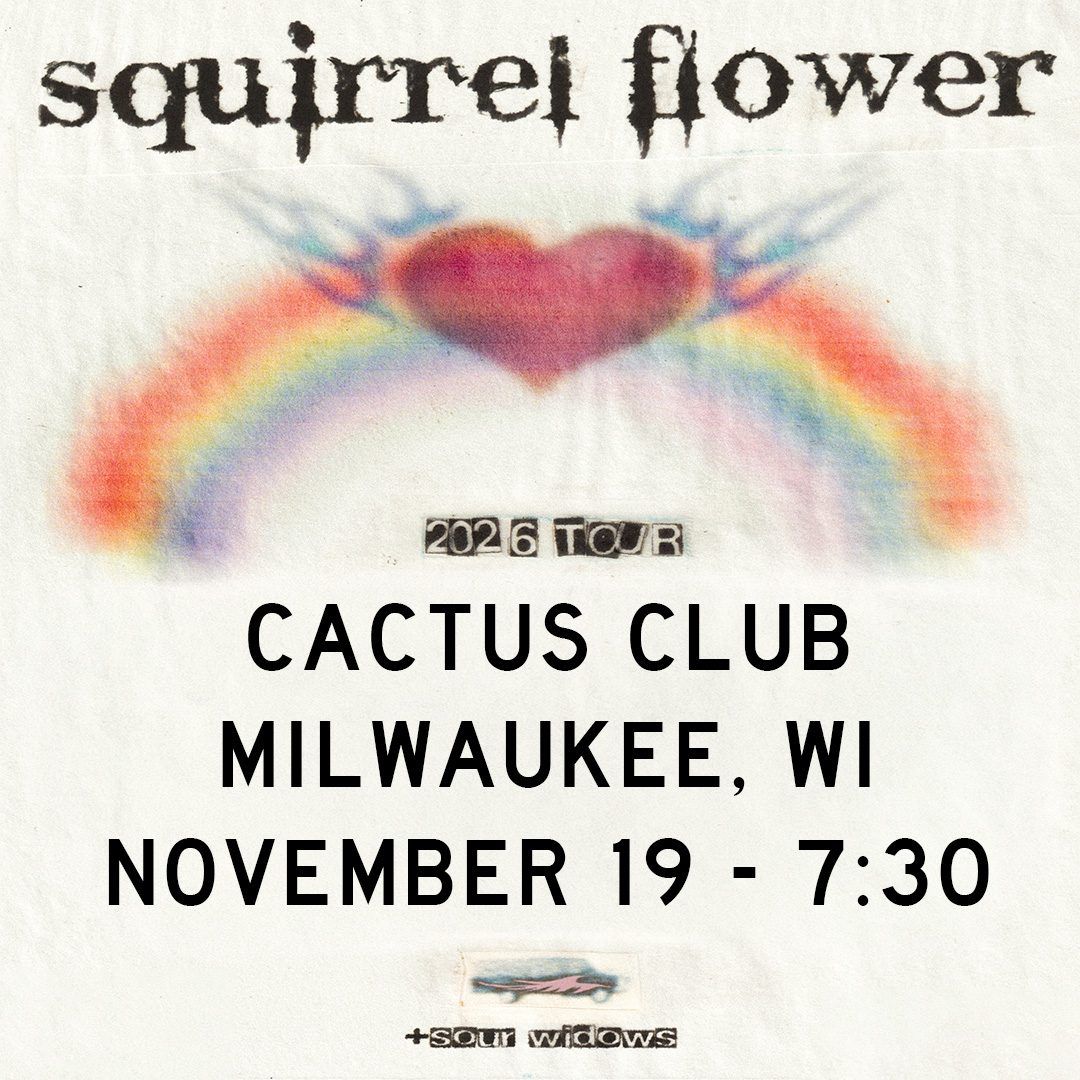 squirrel flower
2026 TOUR
CACTUS CLUB
MILWAUKEE, WI
NOVEMBER 19 - 7:30
+sour widows